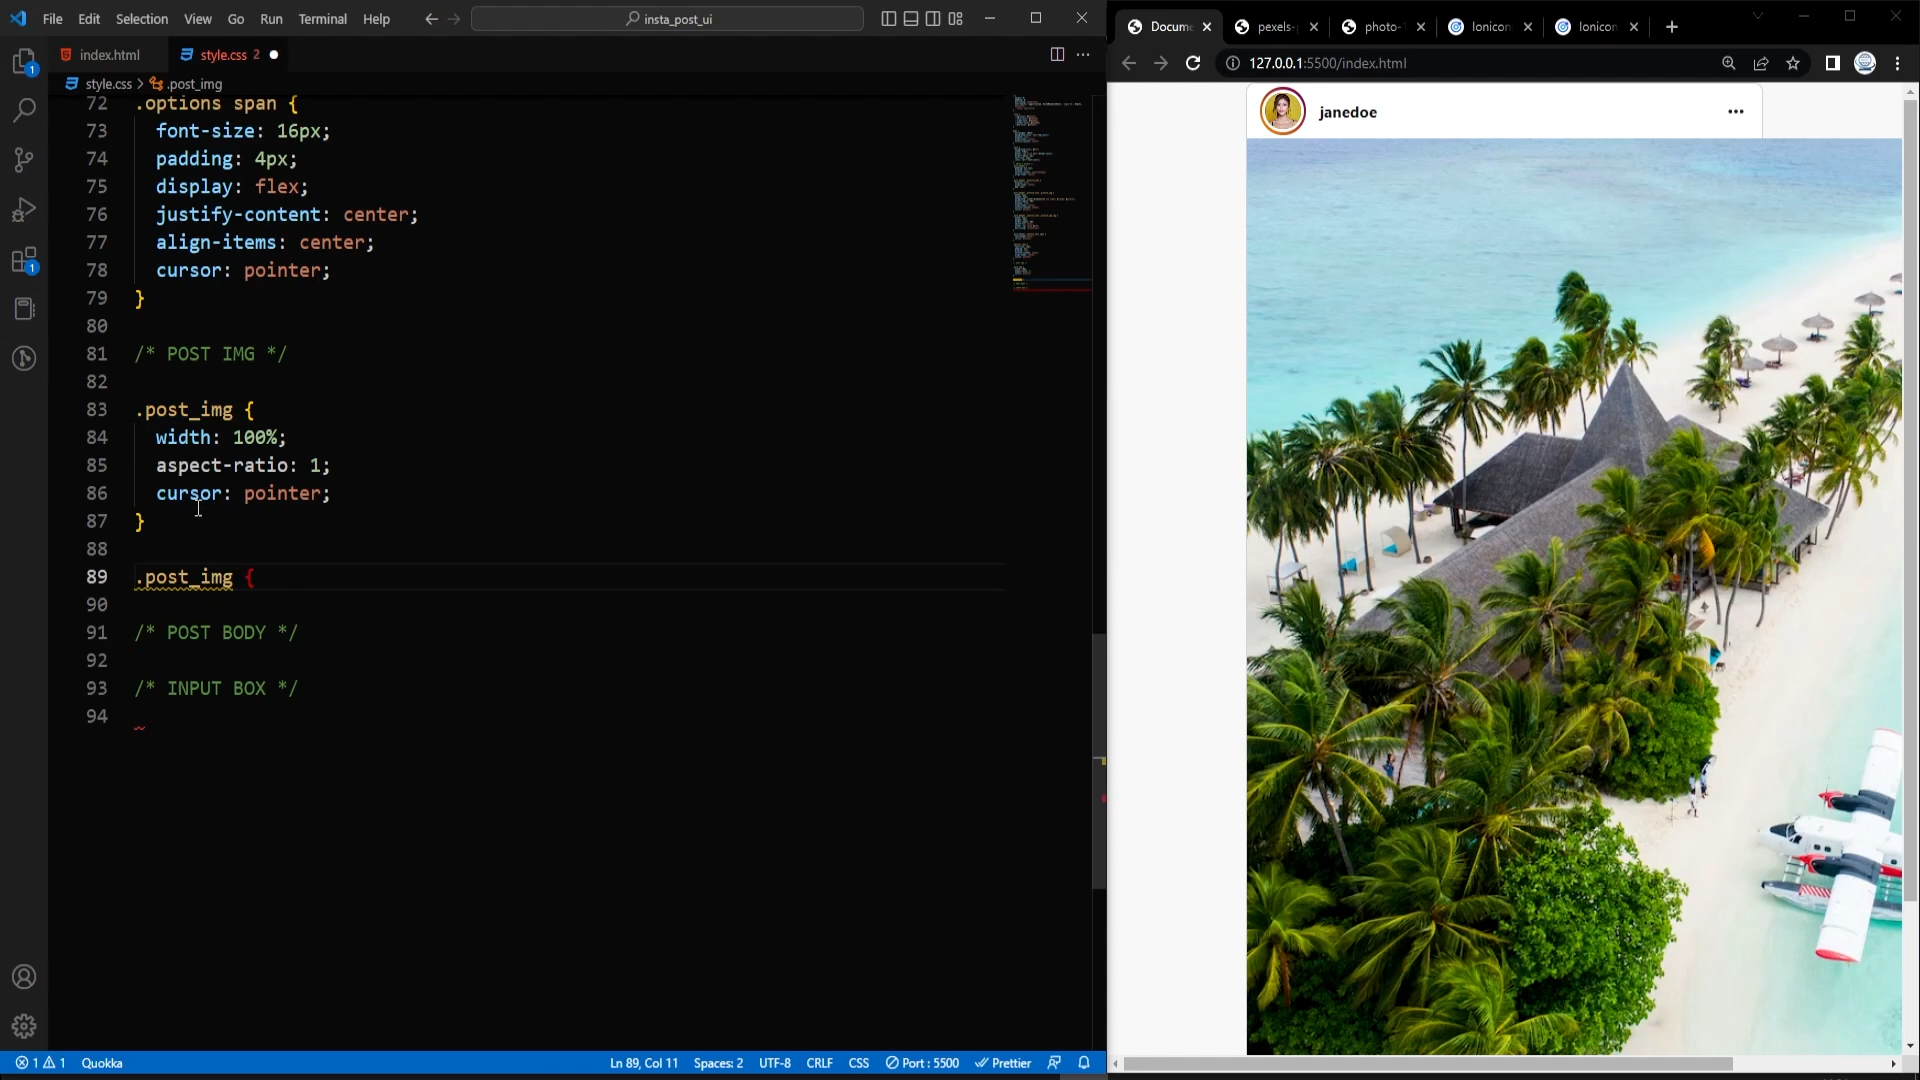 File Edit Selection View Go Run Terminal Help
insta_post_ui
index.html
style.css 2
style.css > .post_img
72 .options span {
73 font-size: 16px;
74 padding: 4px;
75 display: flex;
76 justify-content: center;
77 align-items: center;
78 cursor: pointer;
79 }
80
81 /* POST IMG */
82
83 .post_img {
84 width: 100%;
85 aspect-ratio: 1;
86 cursor: pointer;
87 }
88
89 .post_img {
90
91 /* POST BODY */
92
93 /* INPUT BOX */
94
1 1 Quokka
Ln 89, Col 11 Spaces: 2 UTF-8 CRLF CSS Port : 5500 Prettier
Docume pexels- photo-1 Ionicon Ionicon
127.0.0.1:5500/index.html
janedoe